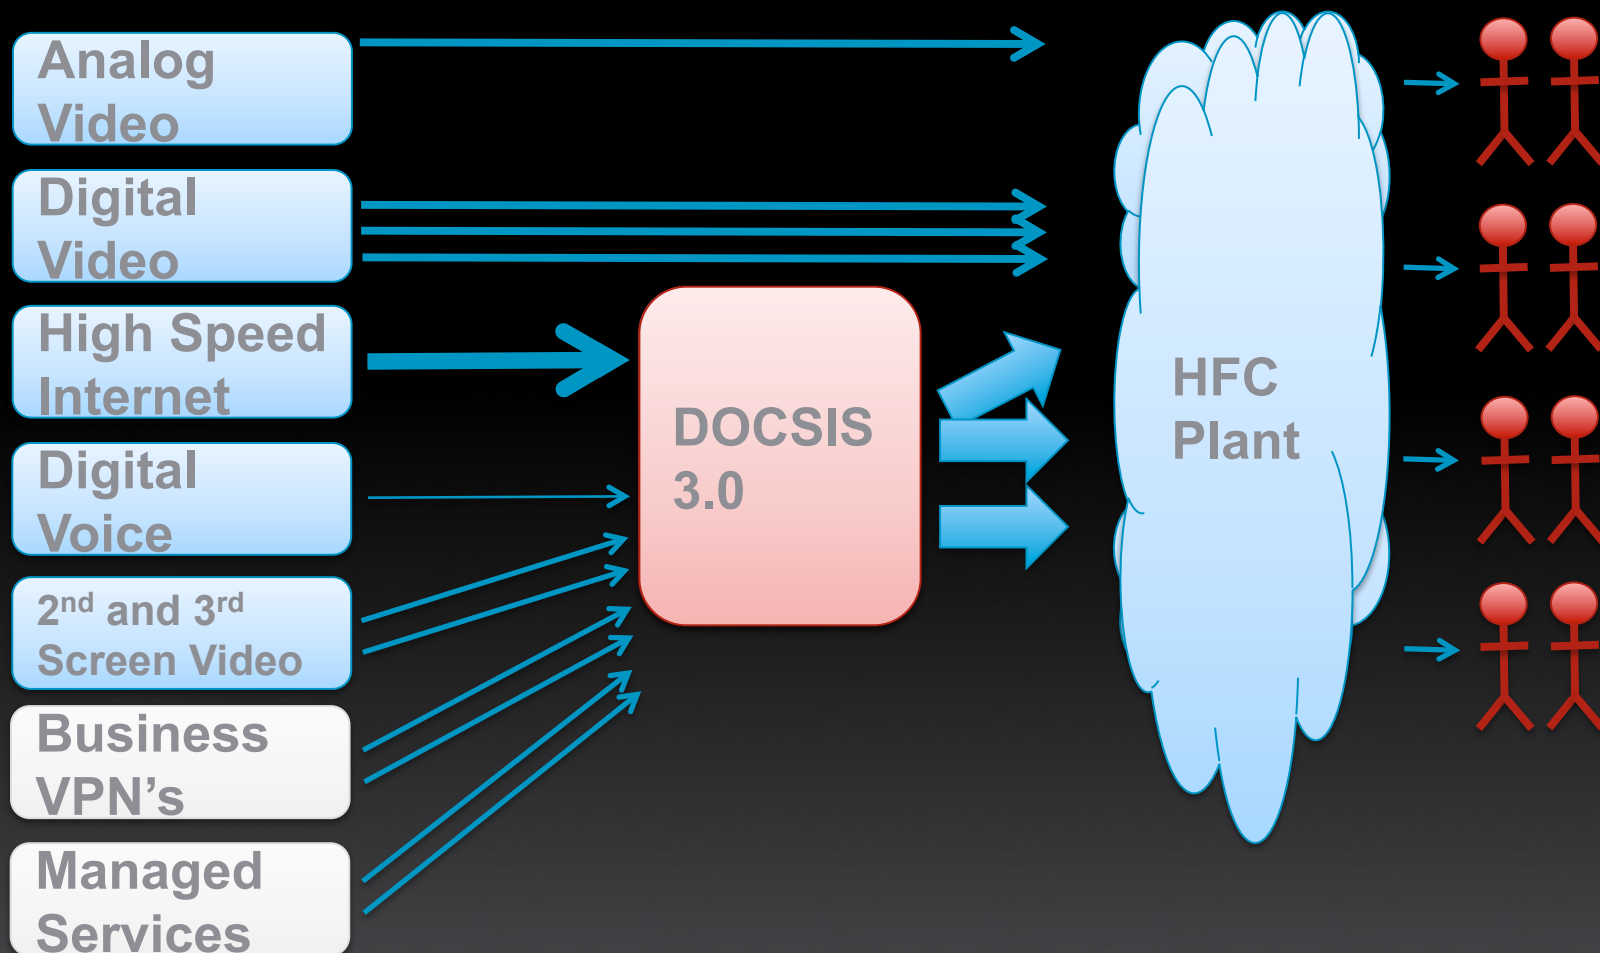 Analog
Video
Digital
Video
High Speed
Internet
Digital
Voice
2nd and 3rd
Screen Video
Business
VPN’s
Managed
Services
DOCSIS
3.0
HFC
Plant